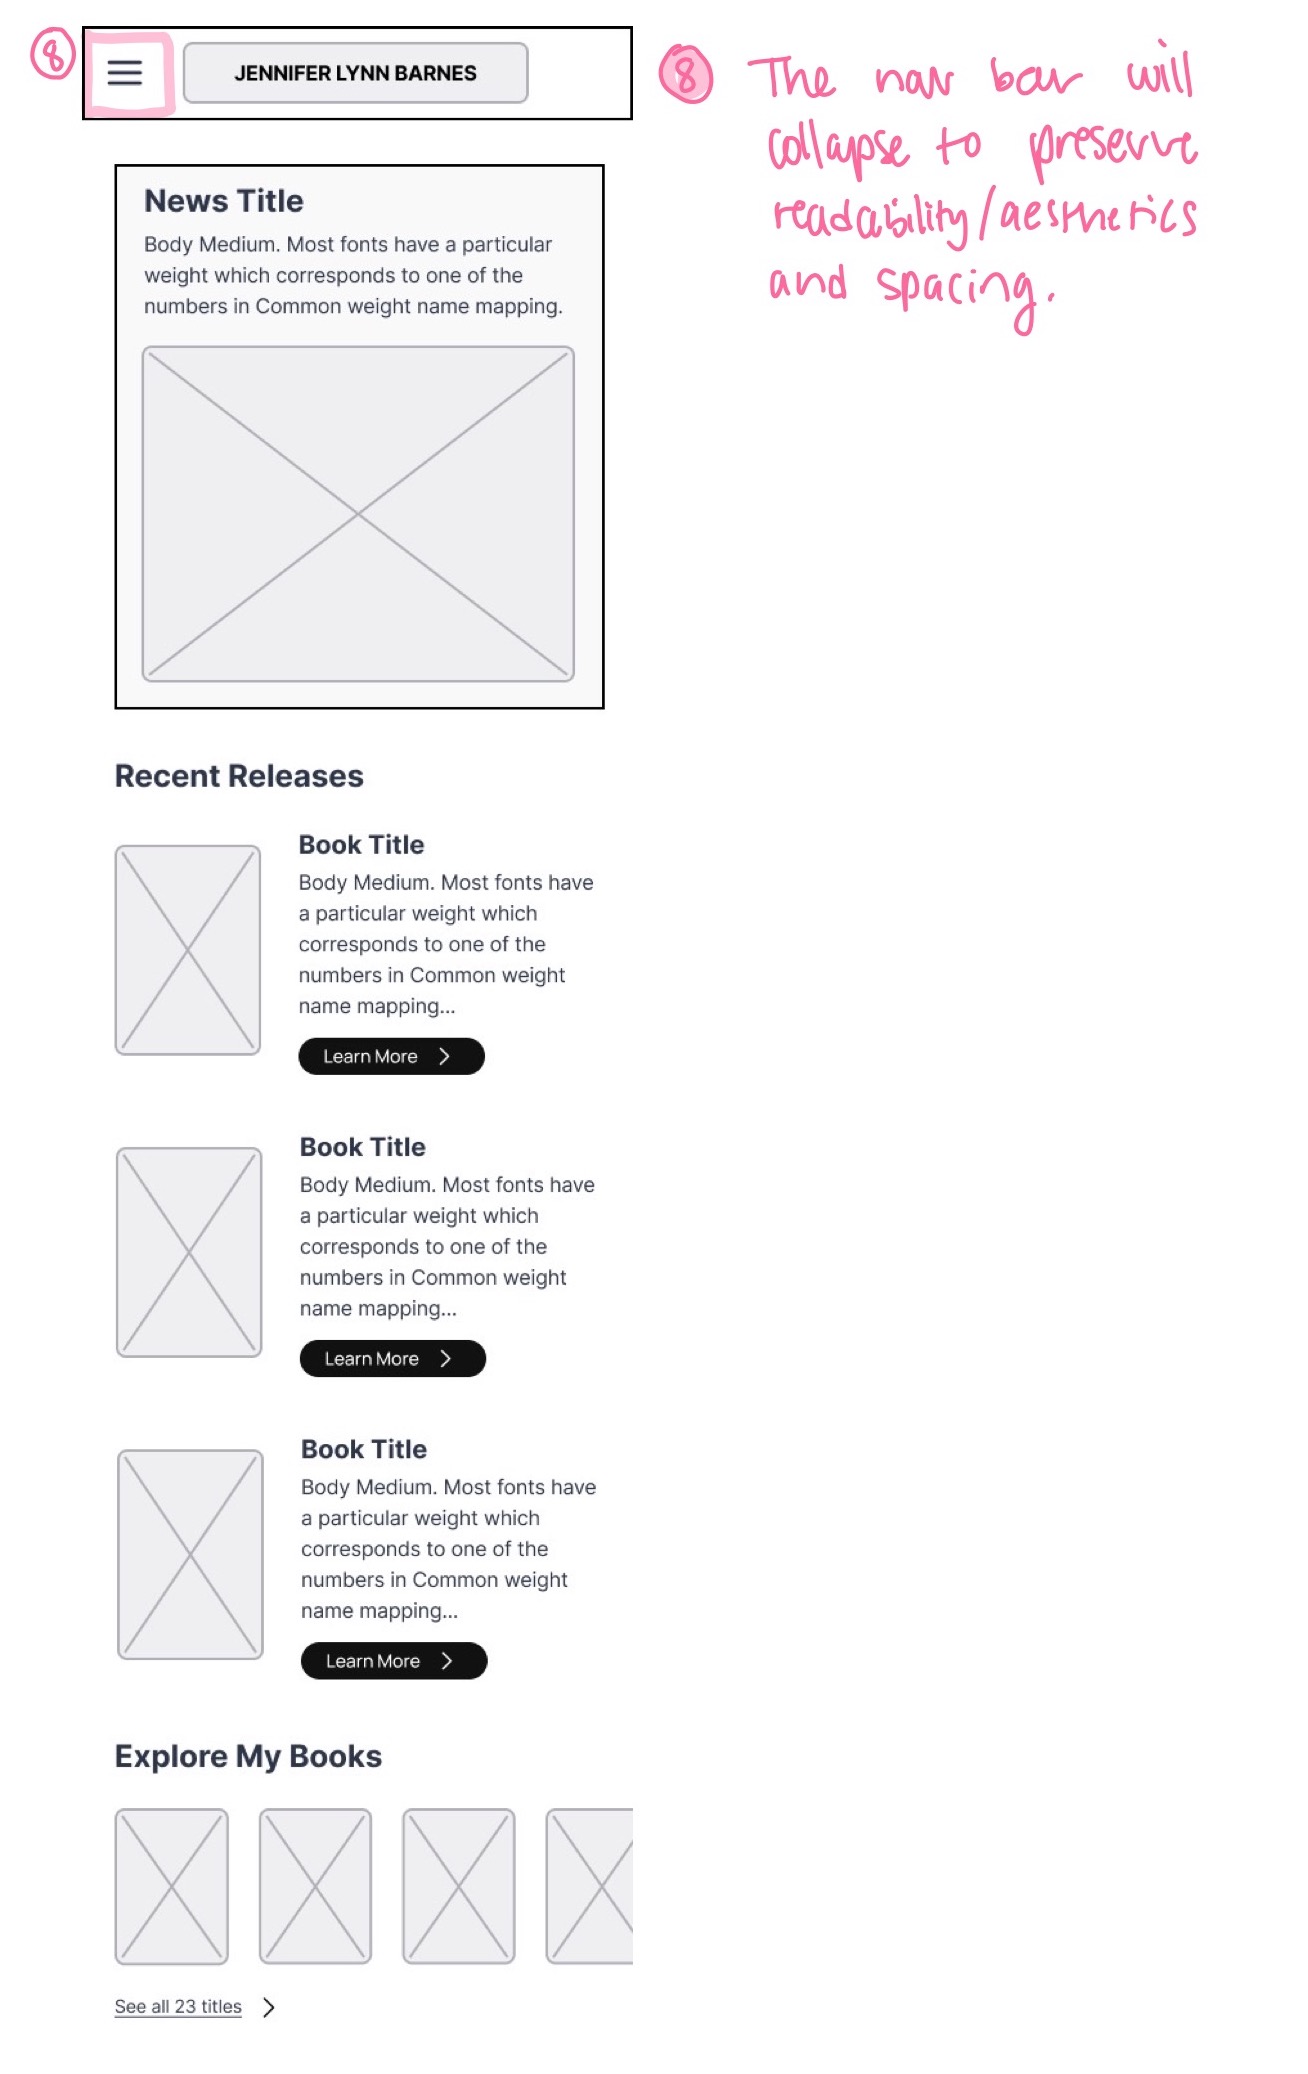 8
JENNIFER LYNN BARNES
8 The nav bar will
collapse to preserve
readability/aesthetics
and spacing.
News Title
Body Medium. Most fonts have a particular
weight which corresponds to one of the
numbers in Common weight name mapping.
Recent Releases
Book Title
Body Medium. Most fonts have
a particular weight which
corresponds to one of the
numbers in Common weight
name mapping...
Learn More
Book Title
Body Medium. Most fonts have
a particular weight which
corresponds to one of the
numbers in Common weight
name mapping...
Learn More
Book Title
Body Medium. Most fonts have
a particular weight which
corresponds to one of the
numbers in Common weight
name mapping...
Learn More
Explore My Books
See all 23 titles